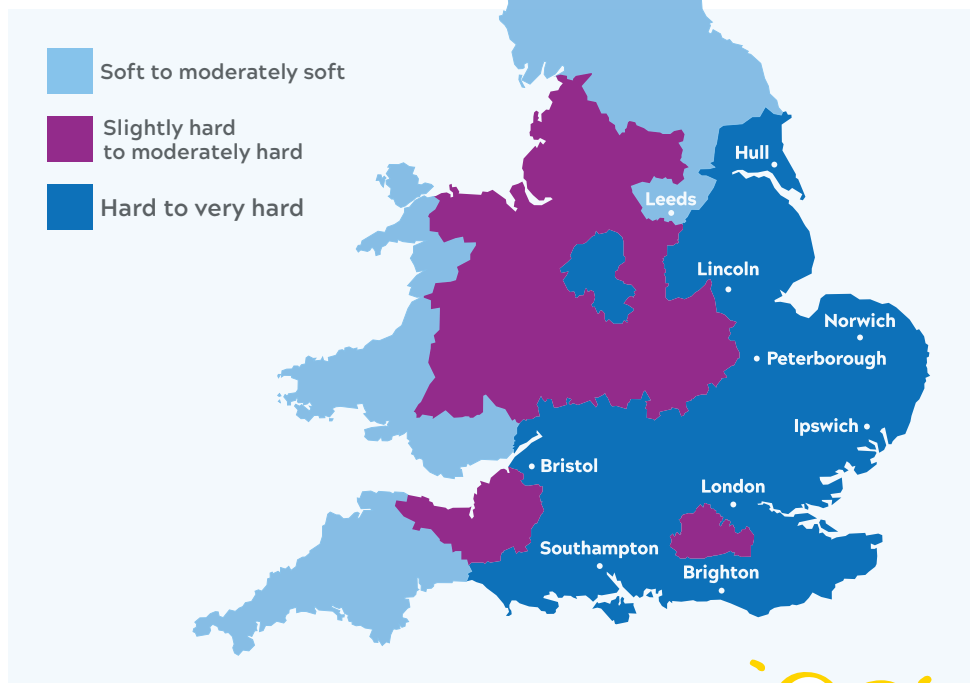 Soft to moderately soft
Slightly hard
to moderately hard
Hard to very hard
Hull
Leeds
Lincoln
Norwich
Peterborough
Ipswich
Bristol
London
Southampton
Brighton